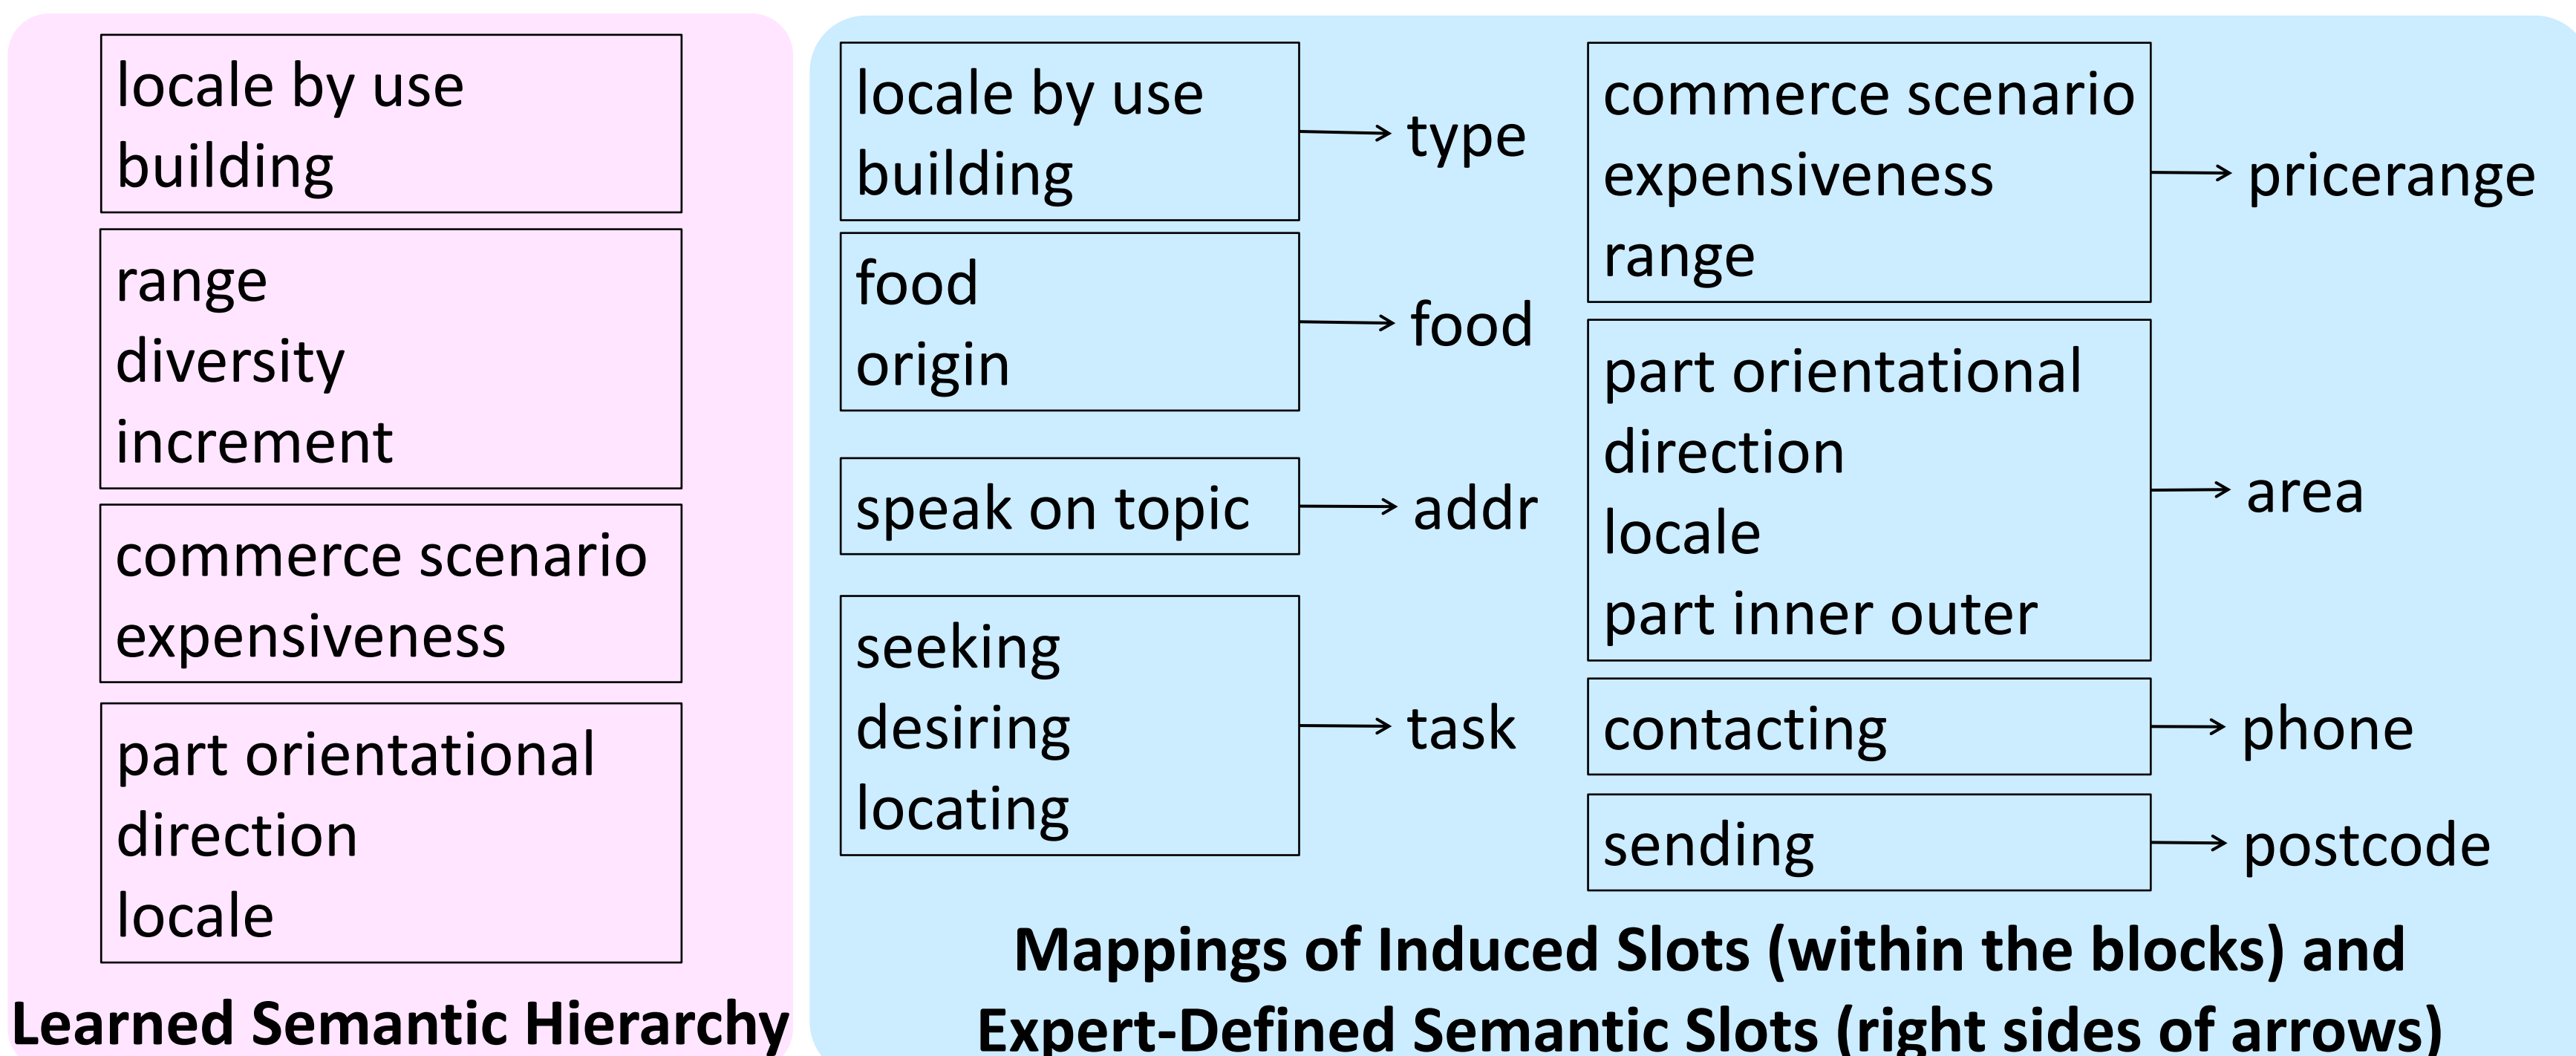 locale by use
building
range
diversity
increment
commerce scenario
expensiveness
part orientational
direction
locale
Learned Semantic Hierarchy
locale by use
building
type
food
origin
food
speak on topic
addr
seeking
desiring
locating
task
commerce scenario
expensiveness
range
pricerange
part orientational
direction
locale
part inner outer
area
contacting
phone
sending
postcode
Mappings of Induced Slots (within the blocks) and
Expert-Defined Semantic Slots (right sides of arrows)